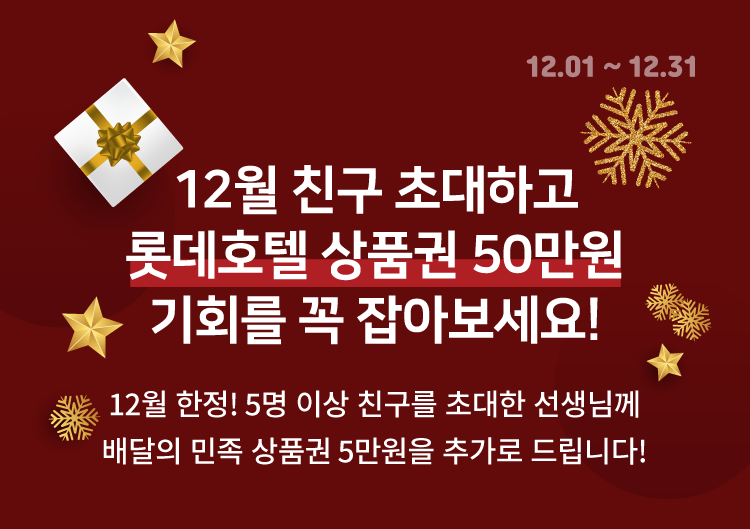 12.01 ~ 12.31
12월 친구 초대하고
롯데호텔 상품권 50만원
기회를 꼭 잡아보세요!
12월 한정! 5명 이상 친구를 초대한 선생님께
배달의 민족 상품권 5만원을 추가로 드립니다!